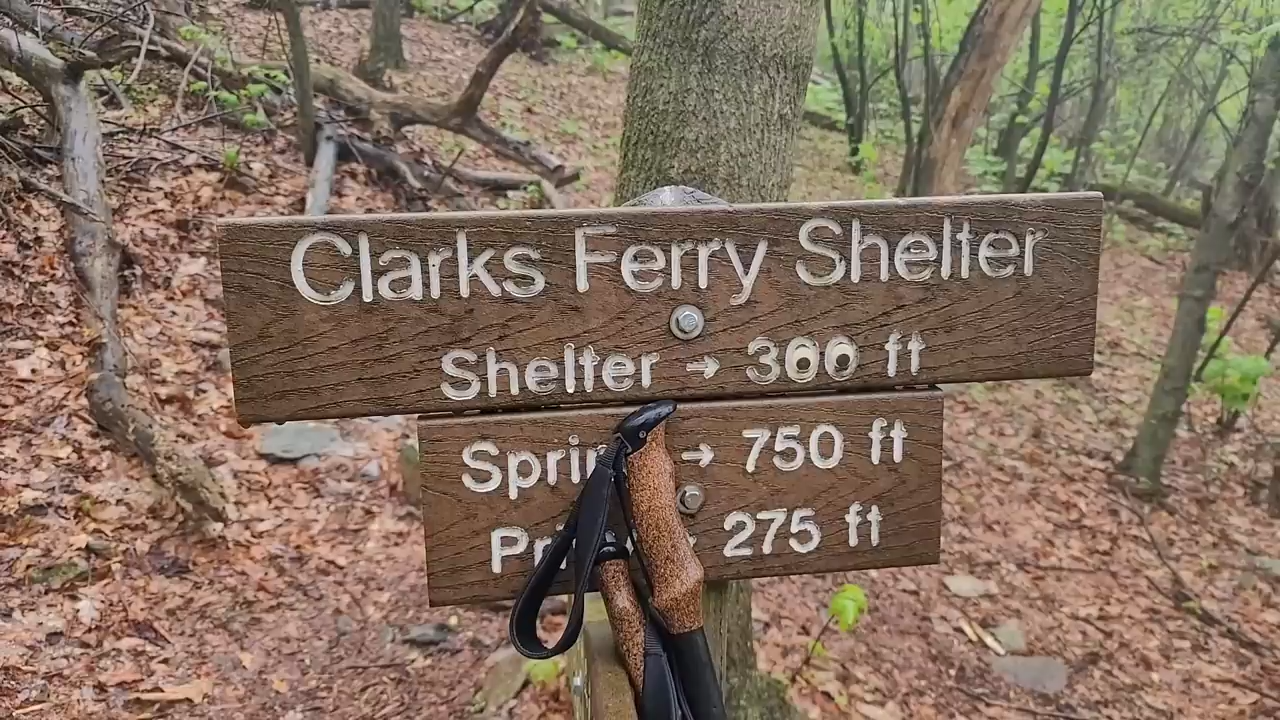 Clarks Ferry Shelter
Shelter → 300 ft
→ 750 ft
275 ft